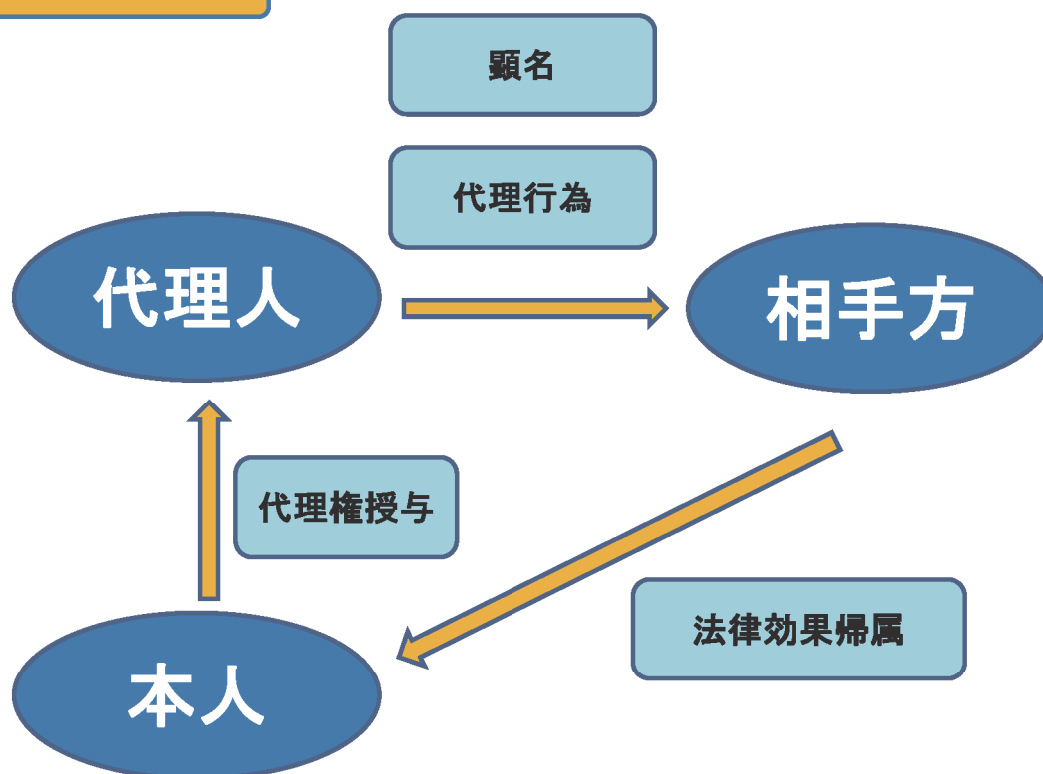 顕名
代理行為
代理人
相手方
代理権授与
法律効果帰属
本人